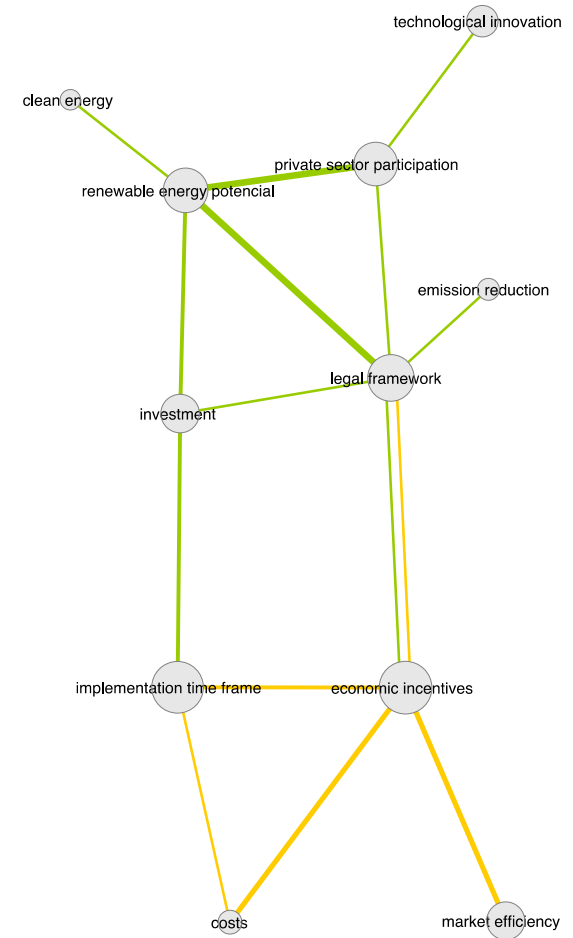 technological innovation
clean energy
private sector participation
renewable energy potencial
emission reduction
legal framework
investment
implementation time frame
economic incentives
costs
market efficiency